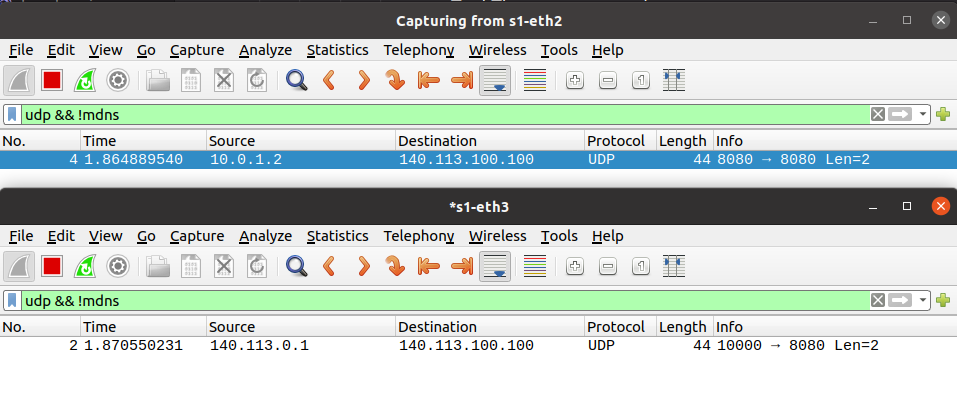 Capturing from s1-eth2
File Edit View Go Capture Analyze Statistics Telephony Wireless Tools Help
udp && !mdns
No. Time Source Destination Protocol Length Info
4 1.864889540 10.0.1.2 140.113.100.100 UDP 44 8080 → 8080 Len=2
*s1-eth3
File Edit View Go Capture Analyze Statistics Telephony Wireless Tools Help
udp && !mdns
No. Time Source Destination Protocol Length Info
2 1.870550231 140.113.0.1 140.113.100.100 UDP 44 10000 → 8080 Len=2